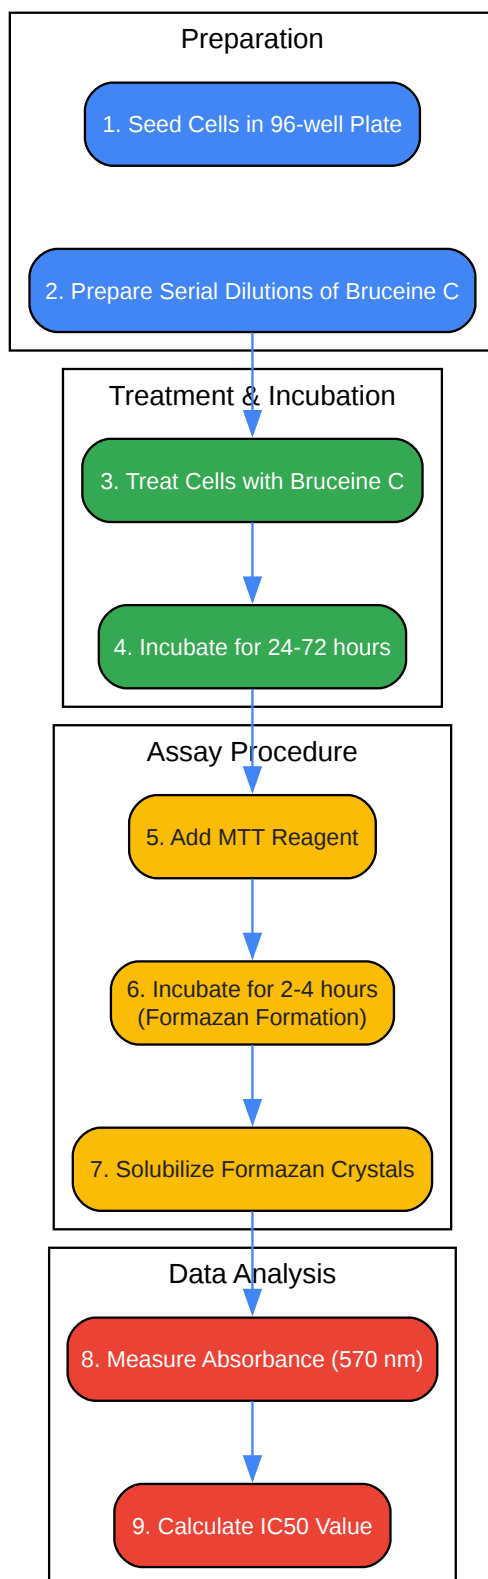 Preparation
1. Seed Cells in 96-well Plate
2. Prepare Serial Dilutions of Bruceine C
Treatment & Incubation
3. Treat Cells with Bruceine C
4. Incubate for 24-72 hours
Assay Procedure
5. Add MTT Reagent
6. Incubate for 2-4 hours
(Formazan Formation)
7. Solubilize Formazan Crystals
Data Analysis
8. Measure Absorbance (570 nm)
9. Calculate IC50 Value